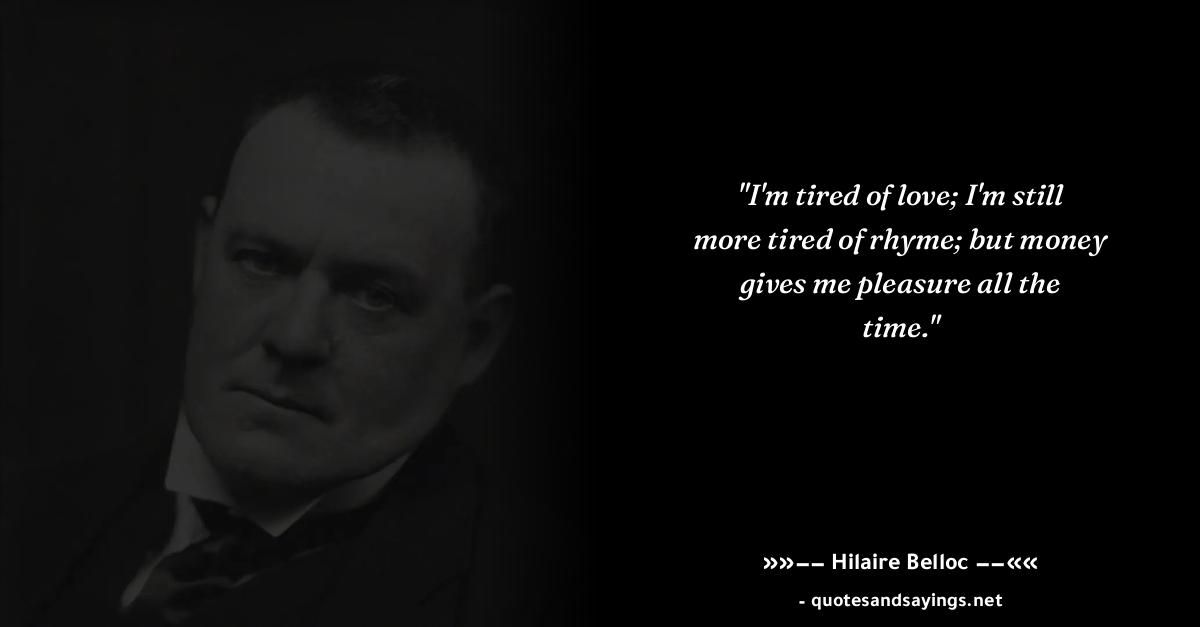 "I'm tired of love; I'm still
more tired of rhyme; but money
gives me pleasure all the
time."
»»−− Hilaire Belloc −−««
- quotesandsayings.net